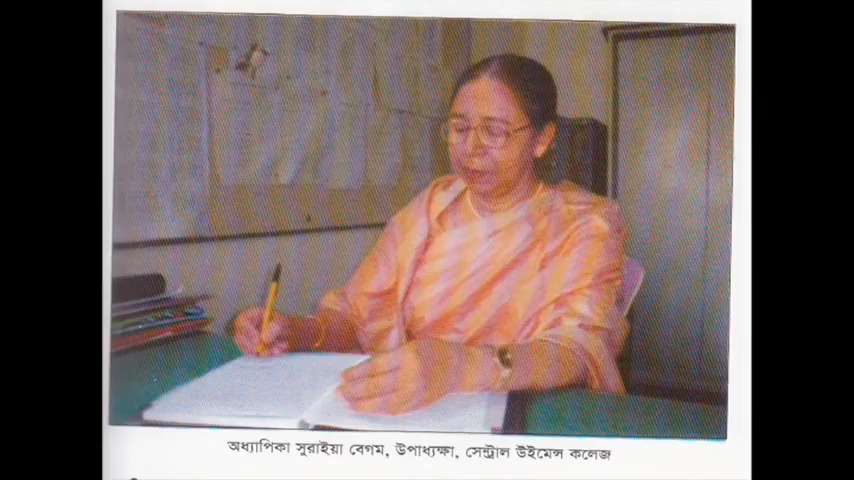 অধ্যাপিকা সুরাইয়া বেগম, উপাধ্যক্ষা, সেন্ট্রাল উইমেন্স কলেজ